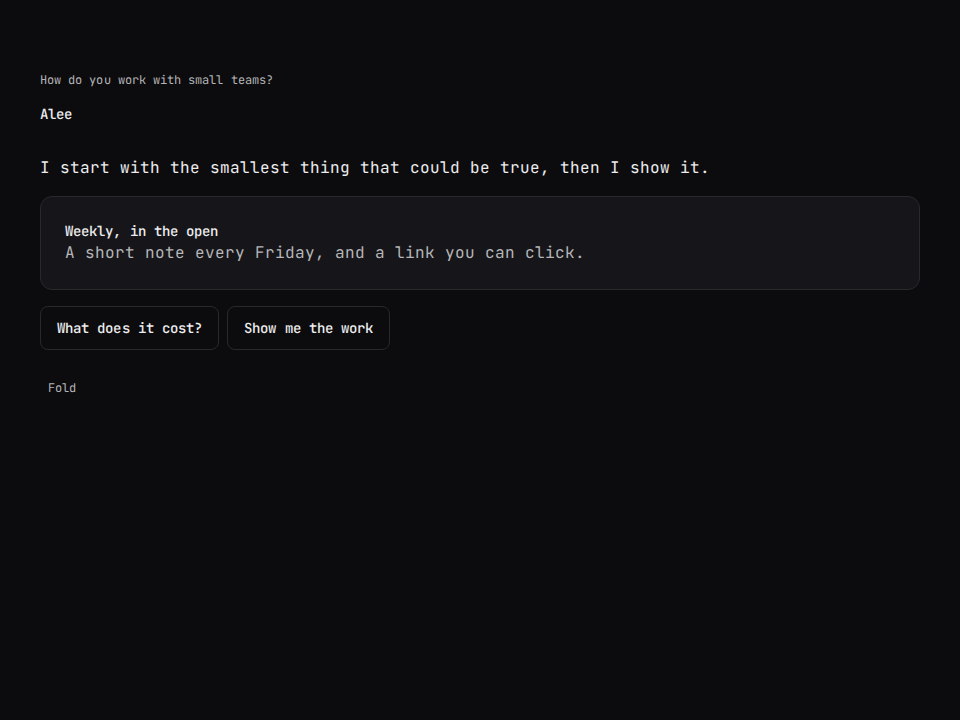 How do you work with small teams?
Alee
I start with the smallest thing that could be true, then I show it.
Weekly, in the open
A short note every Friday, and a link you can click.
What does it cost?
Show me the work
Fold